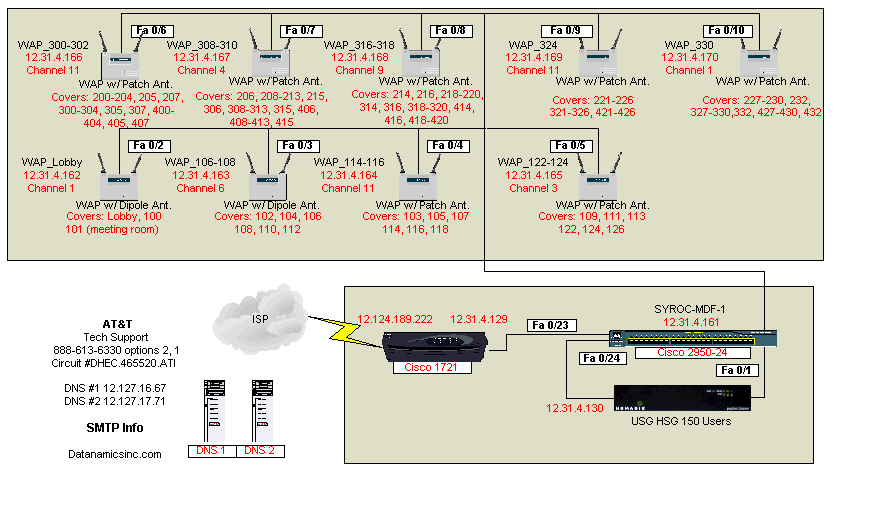 Fa 0/6
Fa 0/7
Fa 0/8
Fa 0/9
Fa 0/10
WAP_300-302
12.31.4.166
Channel 11
WAP w/Patch Ant.
Covers: 200-204, 205, 207,
300-304, 305, 307, 400-
404, 405, 407
WAP_308-310
12.31.4.167
Channel 4
WAP w/Patch Ant.
Covers: 206, 208-213, 215,
306, 308-313, 315, 406,
408-413, 415
WAP_316-318
12.31.4.168
Channel 9
WAP w/Patch Ant.
Covers: 214, 216, 218-220,
314, 316, 318-320, 414,
416, 418-420
WAP_324
12.31.4.169
Channel 11
WAP w/Patch Ant.
Covers: 221-226
321-326, 421-426
WAP_330
12.31.4.170
Channel 1
WAP w/Patch Ant.
Covers: 227-230, 232,
327-330,332, 427-430, 432
Fa 0/2
Fa 0/3
Fa 0/4
Fa 0/5
WAP_Lobby
12.31.4.162
Channel 1
WAP w/Dipole Ant.
Covers: Lobby, 100
101 (meeting room)
WAP_106-108
12.31.4.163
Channel 6
WAP w/Dipole Ant.
Covers: 102, 104, 106
108, 110, 112
WAP_114-116
12.31.4.164
Channel 11
WAP w/Patch Ant.
Covers: 103, 105, 107
114, 116, 118
WAP_122-124
12.31.4.165
Channel 3
WAP w/Patch Ant.
Covers: 109, 111, 113
122, 124, 126
AT&T
Tech Support
888-613-6330 options 2, 1
Circuit #DHEC.465520.ATI
DNS #1 12.127.16.67
DNS #2 12.127.17.71
SMTP Info
Datanamicsinc.com
ISP
DNS 1
DNS 2
12.124.189.222
12.31.4.129
Cisco 1721
Fa 0/23
SYROC-MDF-1
12.31.4.161
Cisco 2950-24
Fa 0/24
Fa 0/1
12.31.4.130
NOMADIX
USG HSG 150 Users